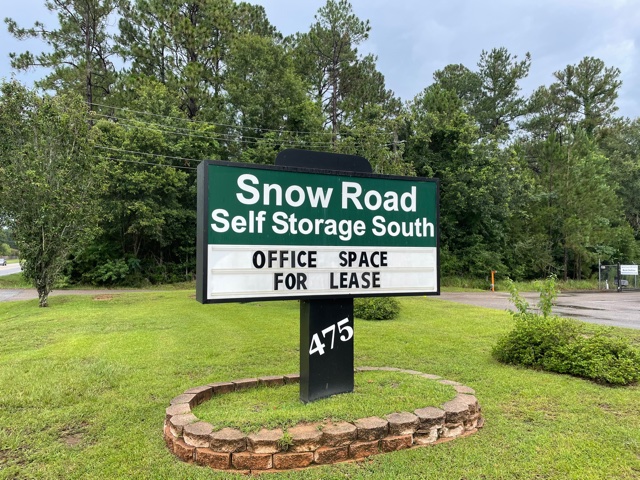 Snow Road
Self Storage South
OFFICE SPACE
FOR LEASE
475